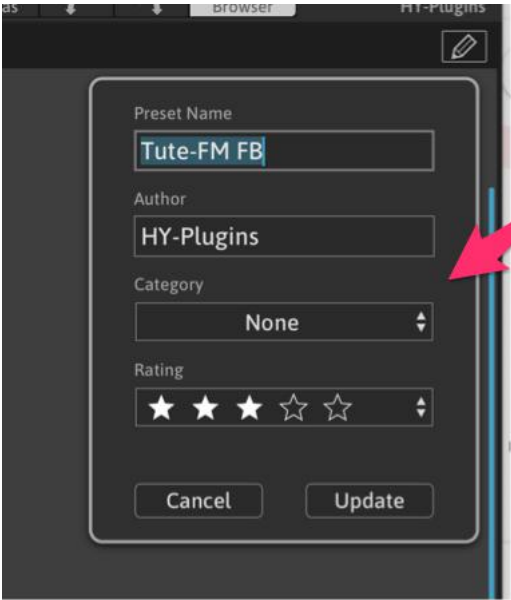 Browser
HY-Plugins
Preset Name
Tute-FM FB
Author
HY-Plugins
Category
None
Rating
Cancel
Update